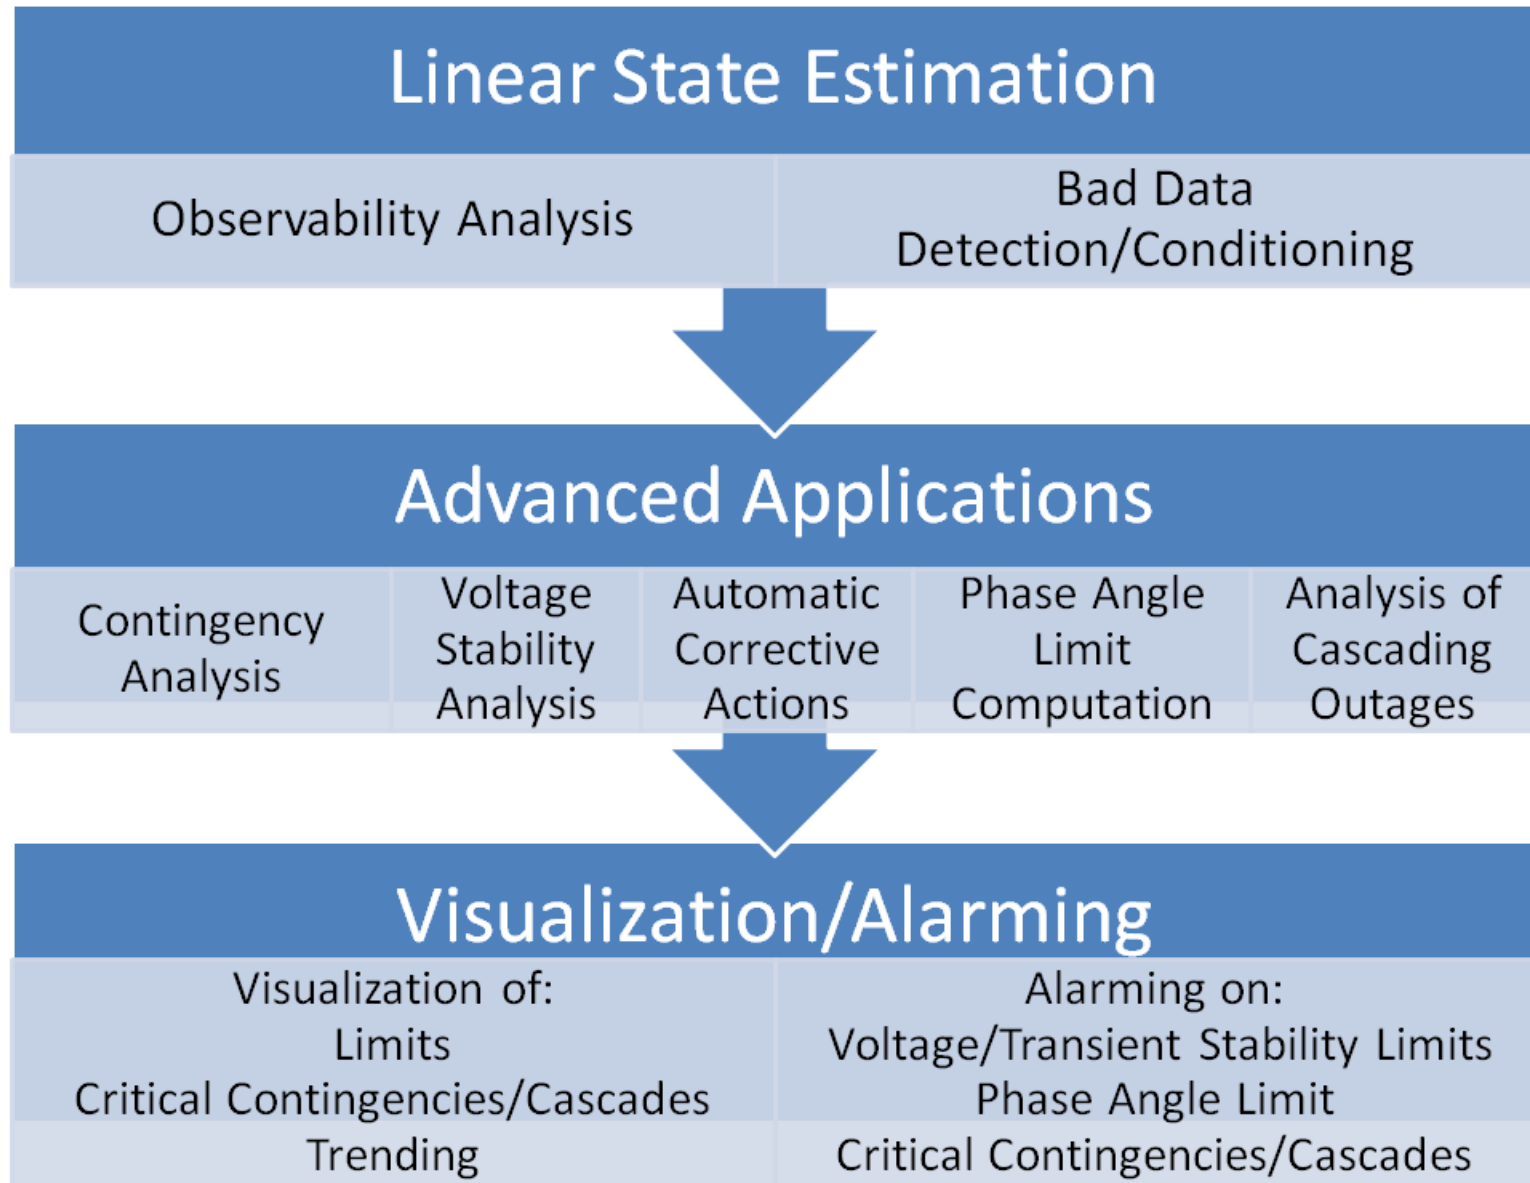 Linear State Estimation
Observability Analysis
Bad Data
Detection/Conditioning
Advanced Applications
Contingency
Analysis
Voltage
Stability
Analysis
Automatic
Corrective
Actions
Phase Angle
Limit
Computation
Analysis of
Cascading
Outages
Visualization/Alarming
Visualization of:
Limits
Critical Contingencies/Cascades
Trending
Alarming on:
Voltage/Transient Stability Limits
Phase Angle Limit
Critical Contingencies/Cascades